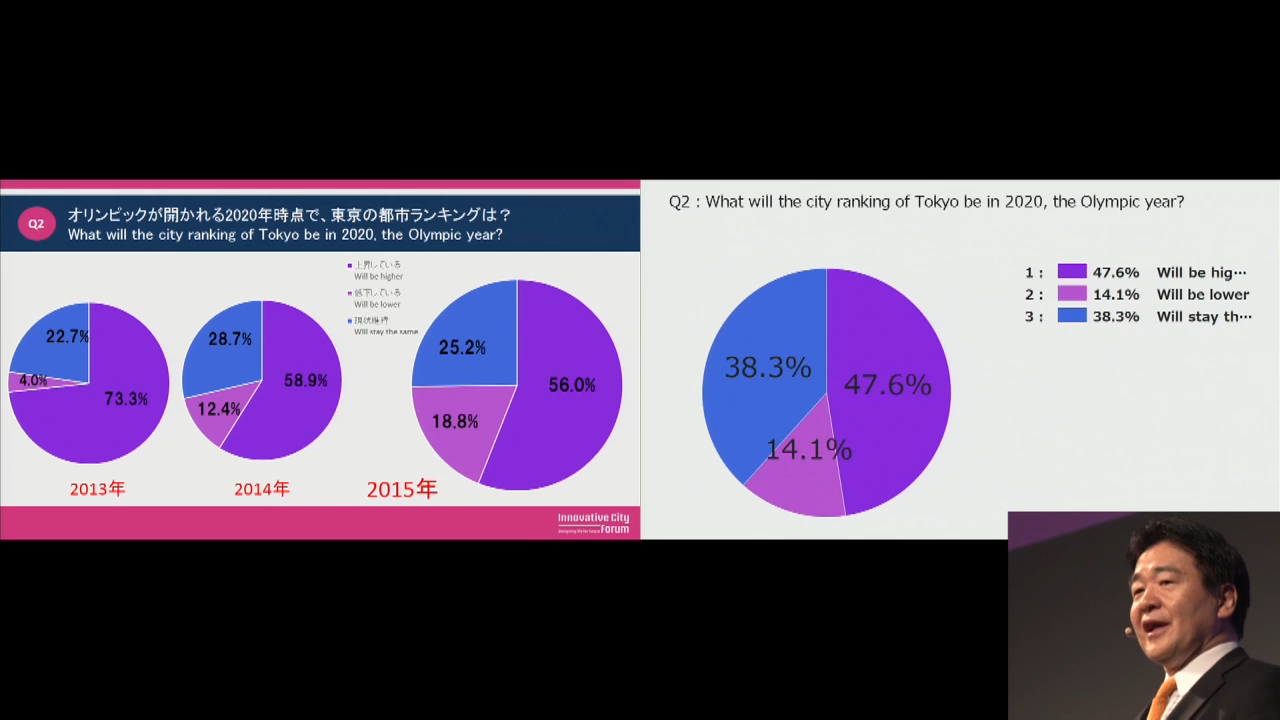 Q2
オリンピックが開かれる2020年時点で、東京の都市ランキングは？
What will the city ranking of Tokyo be in 2020, the Olympic year?
上昇している
Will be higher
低下している
Will be lower
現状維持
Will stay the same
22.7%
4.0%
73.3%
2013年
28.7%
12.4%
58.9%
2014年
25.2%
18.8%
56.0%
2015年
Innovative City
Forum
Q2 : What will the city ranking of Tokyo be in 2020, the Olympic year?
38.3%
47.6%
14.1%
1 : 47.6% Will be hig…
2 : 14.1% Will be lower
3 : 38.3% Will stay th…